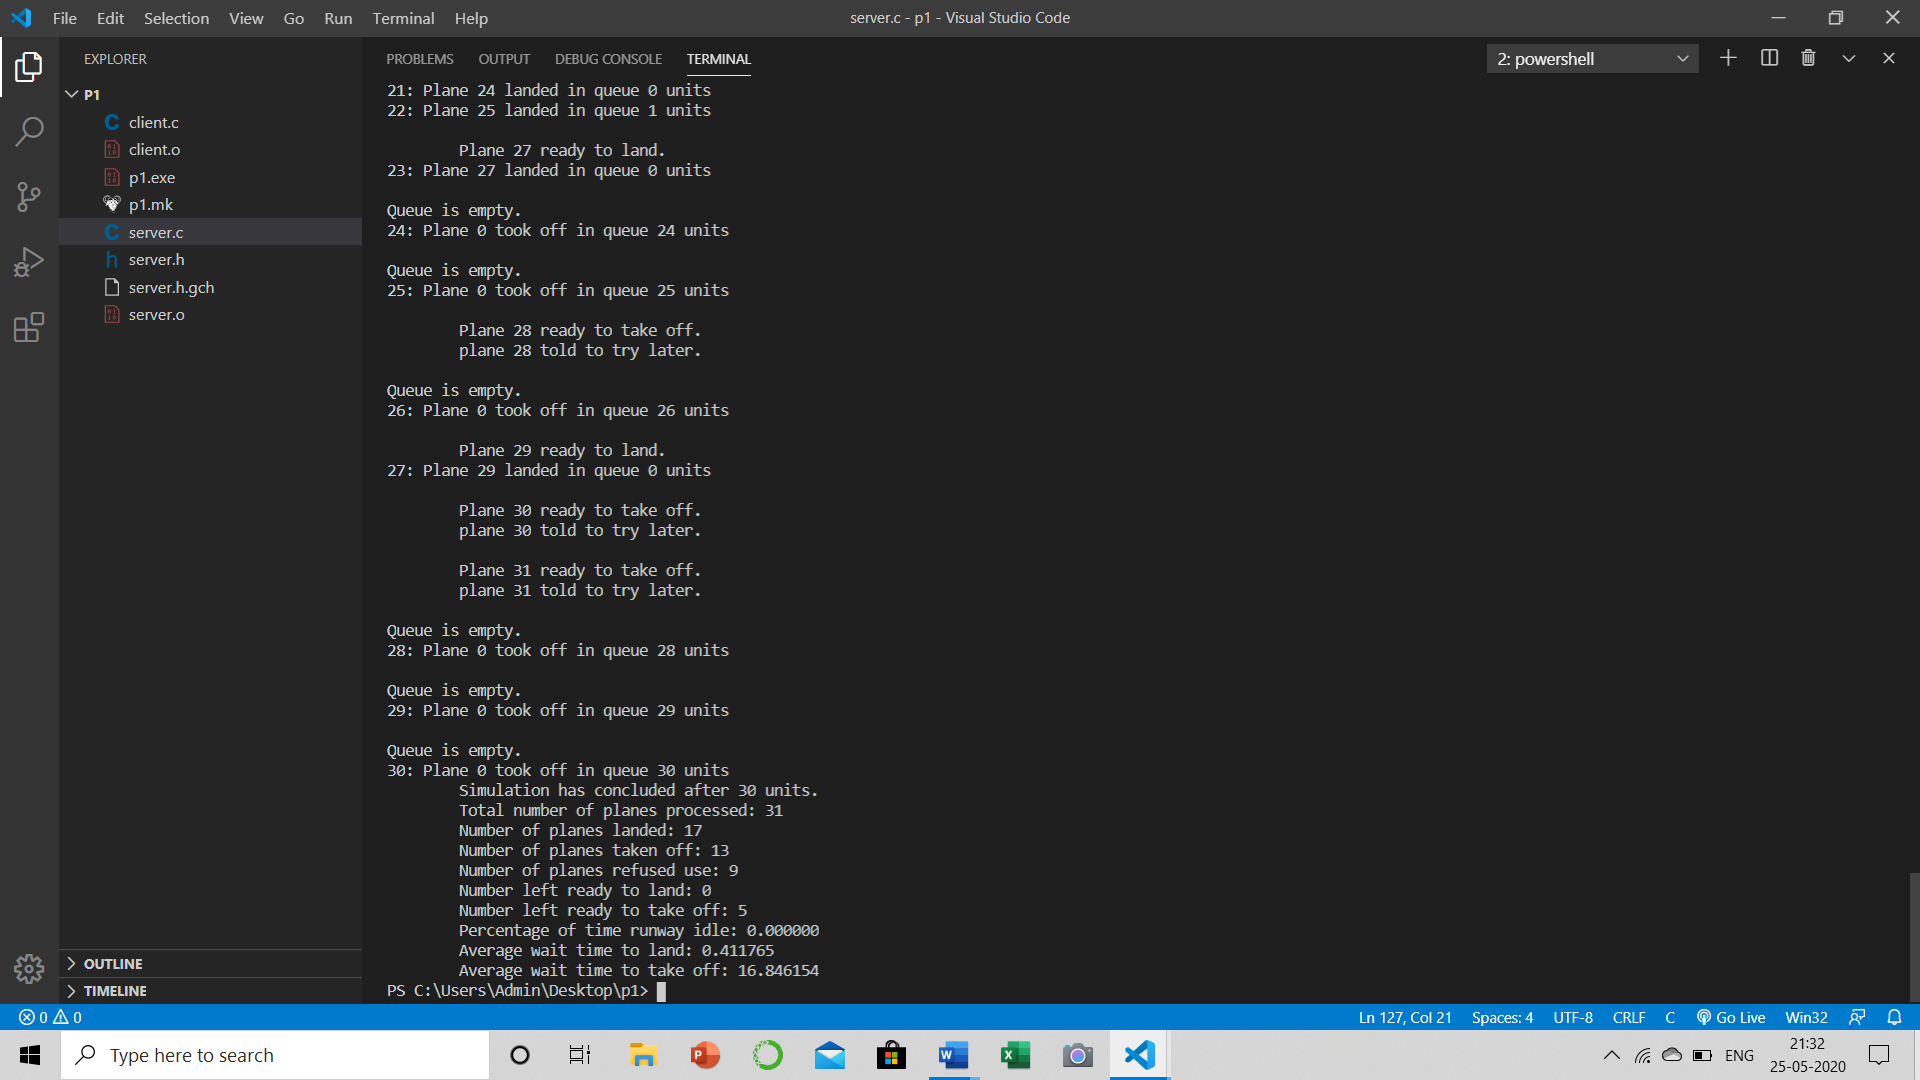 File Edit Selection View Go Run Terminal Help
server.c - p1 - Visual Studio Code
EXPLORER
P1
C client.c
client.o
p1.exe
p1.mk
C server.c
h server.h
server.h.gch
server.o
OUTLINE
TIMELINE
PROBLEMS OUTPUT DEBUG CONSOLE TERMINAL
2: powershell
21: Plane 24 landed in queue 0 units
22: Plane 25 landed in queue 1 units
Plane 27 ready to land.
23: Plane 27 landed in queue 0 units
Queue is empty.
24: Plane 0 took off in queue 24 units
Queue is empty.
25: Plane 0 took off in queue 25 units
Plane 28 ready to take off.
plane 28 told to try later.
Queue is empty.
26: Plane 0 took off in queue 26 units
Plane 29 ready to land.
27: Plane 29 landed in queue 0 units
Plane 30 ready to take off.
plane 30 told to try later.
Plane 31 ready to take off.
plane 31 told to try later.
Queue is empty.
28: Plane 0 took off in queue 28 units
Queue is empty.
29: Plane 0 took off in queue 29 units
Queue is empty.
30: Plane 0 took off in queue 30 units
Simulation has concluded after 30 units.
Total number of planes processed: 31
Number of planes landed: 17
Number of planes taken off: 13
Number of planes refused use: 9
Number left ready to land: 0
Number left ready to take off: 5
Percentage of time runway idle: 0.000000
Average wait time to land: 0.411765
Average wait time to take off: 16.846154
PS C:\Users\Admin\Desktop\p1>
0 0
Ln 127, Col 21 Spaces: 4 UTF-8 CRLF C Go Live Win32
Type here to search
ENG
21:32
25-05-2020